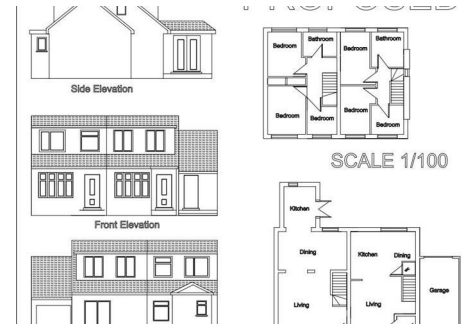 PROPOSED
Bedroom
Bathroom
Bedroom
Bathroom
Side Elevation
Bedroom
Bedroom
Bedroom
Bedroom
SCALE 1/100
Kitchen
Front Elevation
Dining
Kitchen
Dining
Living
Living
Garage